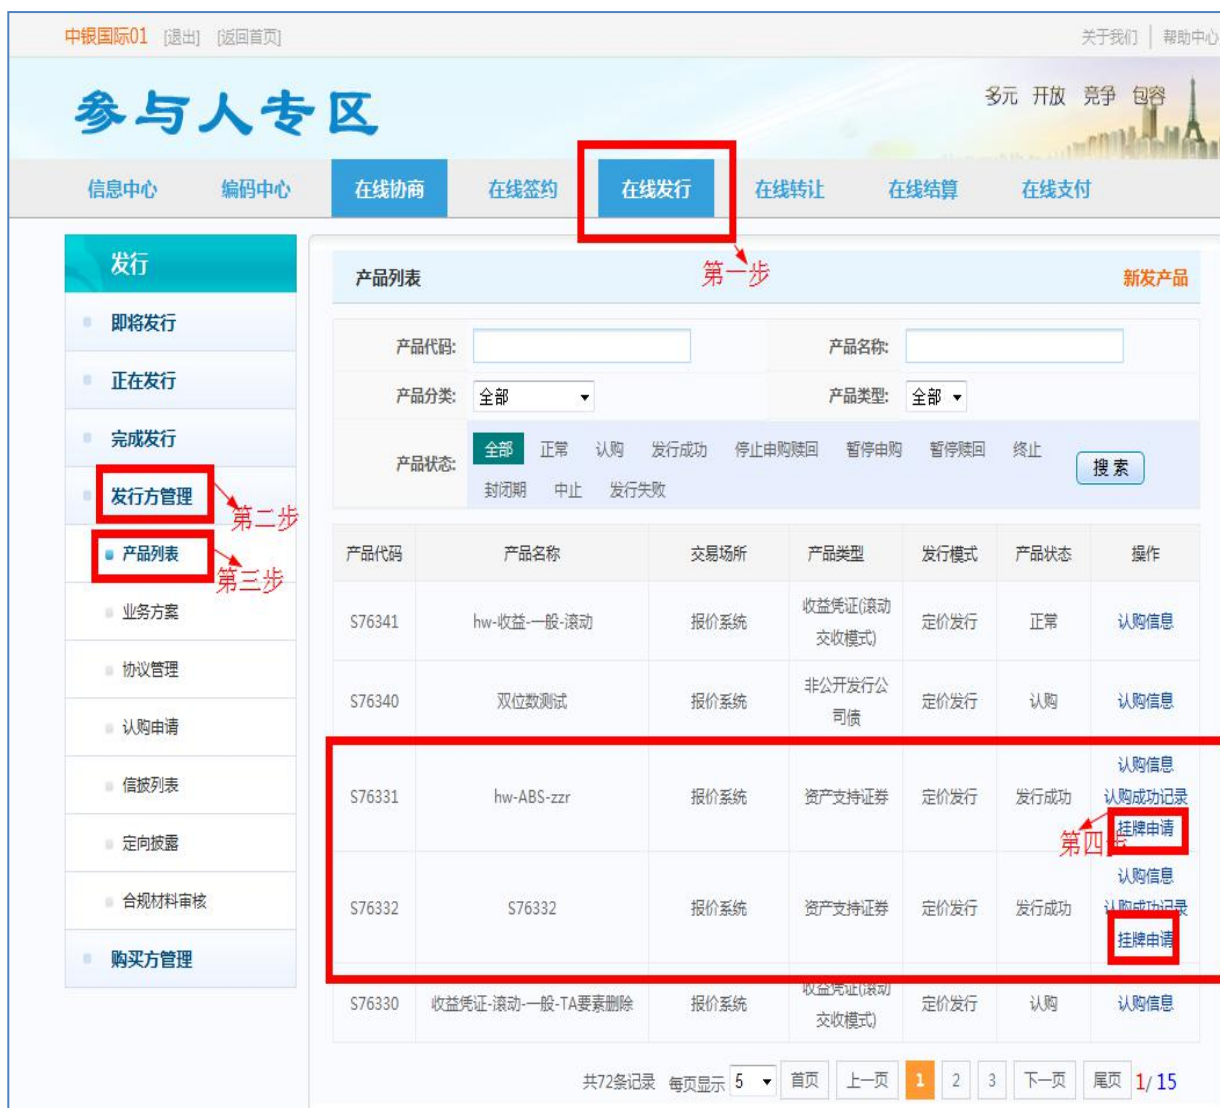 中银国际01 [退出] [返回首页] 关于我们 | 帮助中心
多元 开放 竞争 包容
参与人专区
信息中心 编码中心 在线协商 在线签约 在线发行 在线转让 在线结算 在线支付
发行
第一步
产品列表 新发产品
即将发行
产品代码: 产品名称:
正在发行
产品分类: 全部 产品类型: 全部
完成发行
产品状态: 全部 正常 认购 发行成功 停止申购赎回 暂停申购 暂停赎回 终止
搜索
封闭期 中止 发行失败
发行方管理
第二步
产品列表
第三步
业务方案
协议管理
认购申请
信披列表
定向披露
合规材料审核
购买方管理
产品代码 产品名称 交易场所 产品类型 发行模式 产品状态 操作
S76341 hw-收益-一般-滚动 报价系统 收益凭证(滚动 定价发行 正常 认购信息
交收模式)
S76340 双位数测试 报价系统 非公开发行公 定价发行 认购 认购信息
司债
认购信息
S76331 hw-ABS-zzr 报价系统 资产支持证券 定价发行 发行成功 认购成功记录
挂牌申请
第四步
认购信息
S76332 S76332 报价系统 资产支持证券 定价发行 发行成功 认购成功记录
挂牌申请
S76330 收益凭证-滚动-一般-TA要素删除 报价系统 收益凭证(滚动 定价发行 认购 认购信息
交收模式)
共72条记录 每页显示 5 首页 上一页 1 2 3 下一页 尾页 1/ 15